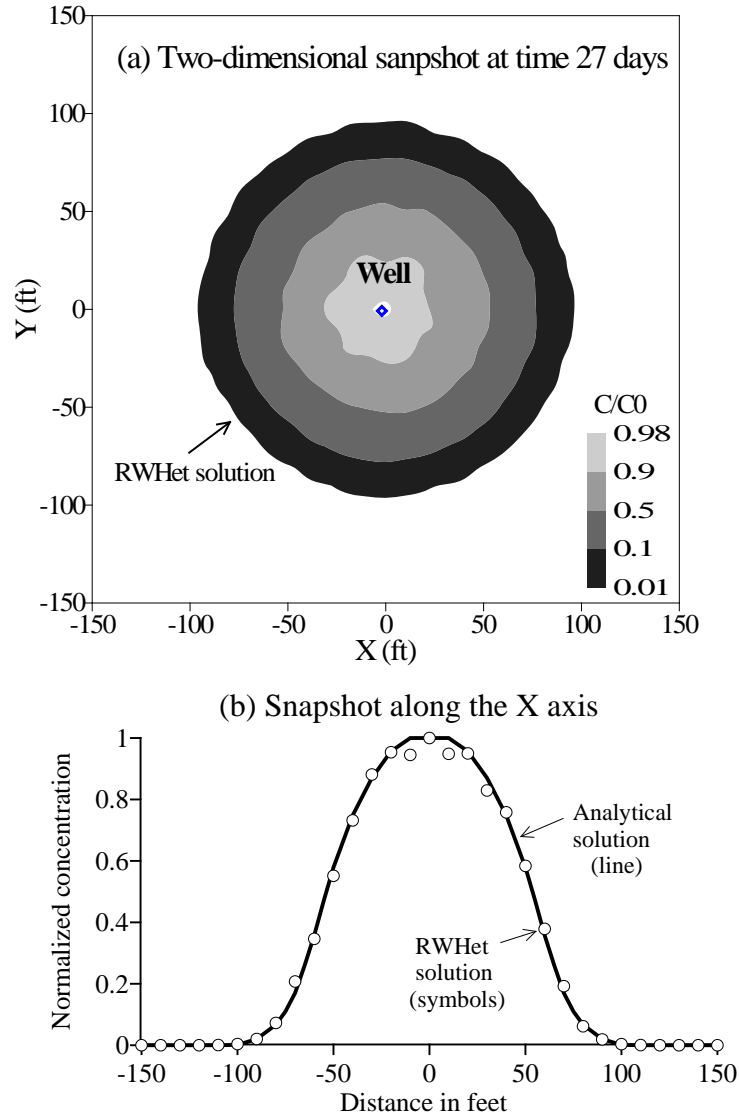 150
(a) Two-dimensional sanpshot at time 27 days
100
50
Well
Y (ft)
0
-50
C/C0
0.98
RWHet solution
0.9
0.5
-100
0.1
0.01
-150
-150 -100 -50 0 50 100 150
X (ft)
(b) Snapshot along the X axis
1
Normalized concentration
0.8
Analytical
solution
(line)
0.6
0.4
RWHet
solution
(symbols)
0.2
0
-150 -100 -50 0 50 100 150
Distance in feet